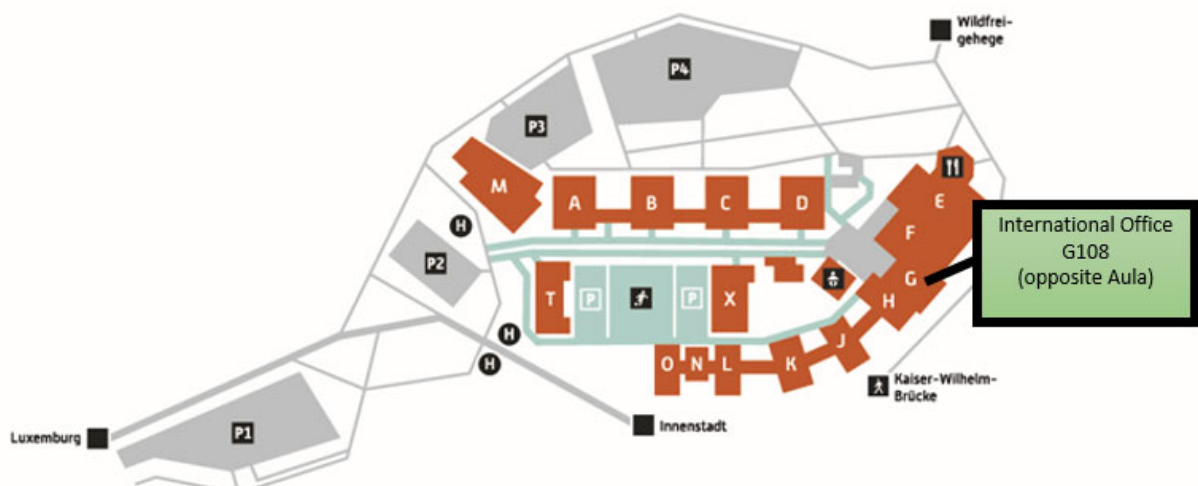 Wildfrei-
gehege
P4
P3
M
A
B
C
D
E
F
G
H
International Office
G108
(opposite Aula)
H
P2
T
P
P
X
H
H
O
N
L
K
J
Kaiser-Wilhelm-
Brücke
Luxemburg
P1
Innenstadt